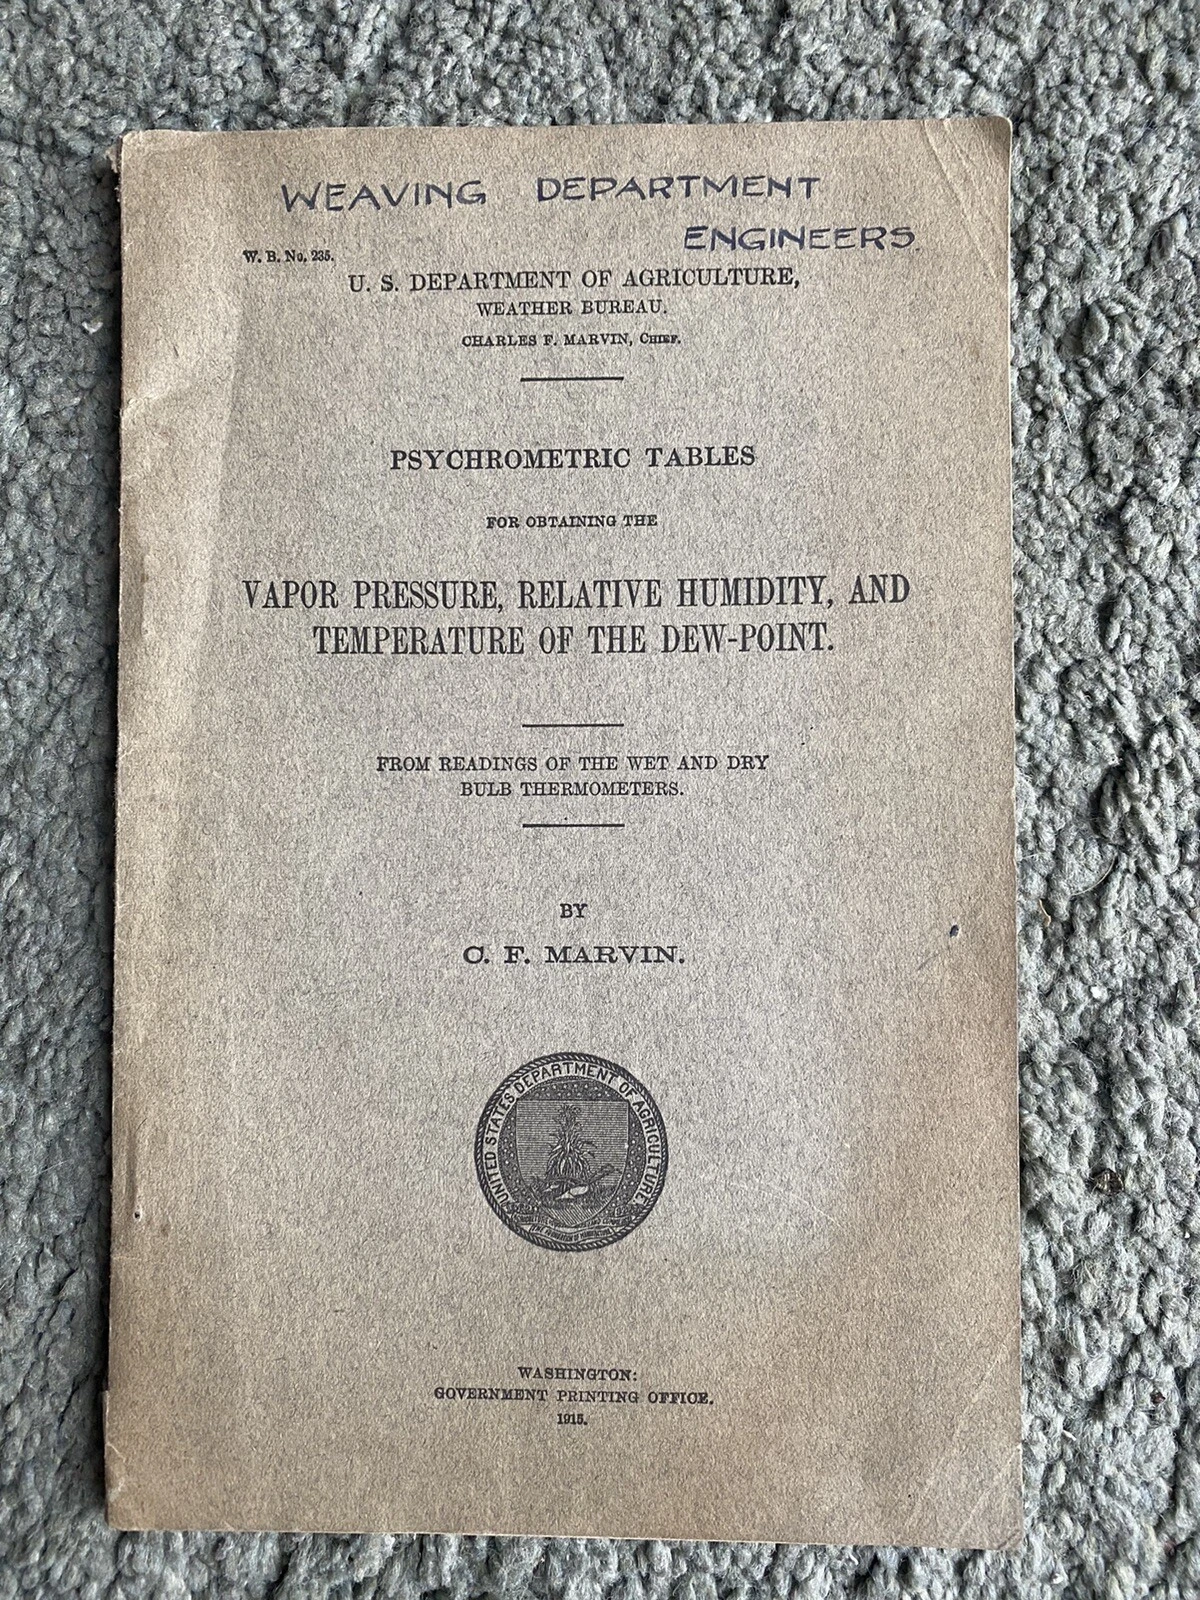 WEAVING DEPARTMENT
ENGINEERS
W. B. No. 235.
U. S. DEPARTMENT OF AGRICULTURE,
WEATHER BUREAU.
CHARLES F. MARVIN, CHIEF.
PSYCHROMETRIC TABLES
FOR OBTAINING THE
VAPOR PRESSURE, RELATIVE HUMIDITY, AND
TEMPERATURE OF THE DEW-POINT.
FROM READINGS OF THE WET AND DRY
BULB THERMOMETERS.
BY
C. F. MARVIN.
UNITED STATES DEPARTMENT OF AGRICULTURE
WASHINGTON:
GOVERNMENT PRINTING OFFICE.
1915.